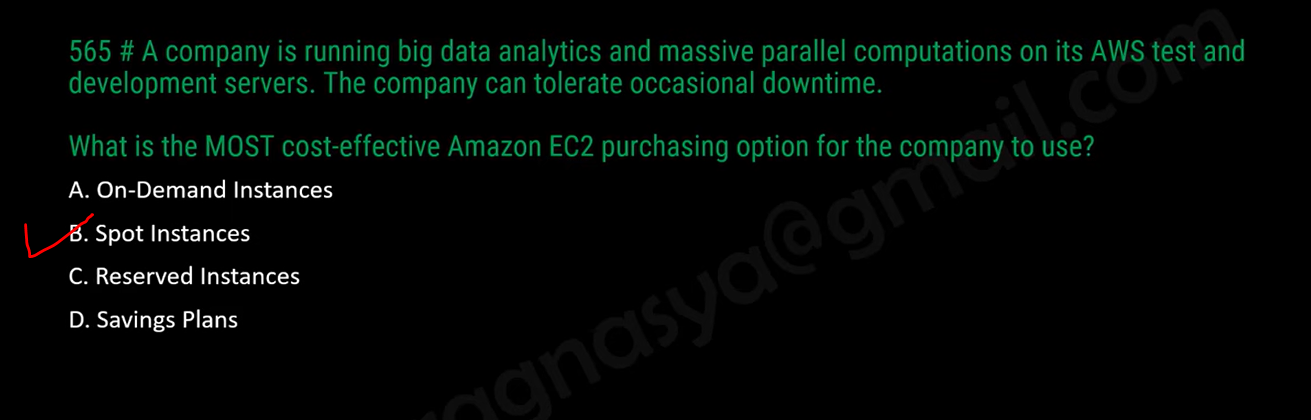 565 # A company is running big data analytics and massive parallel computations on its AWS test and
development servers. The company can tolerate occasional downtime.
What is the MOST cost-effective Amazon EC2 purchasing option for the company to use?
A. On-Demand Instances
B. Spot Instances
C. Reserved Instances
D. Savings Plans